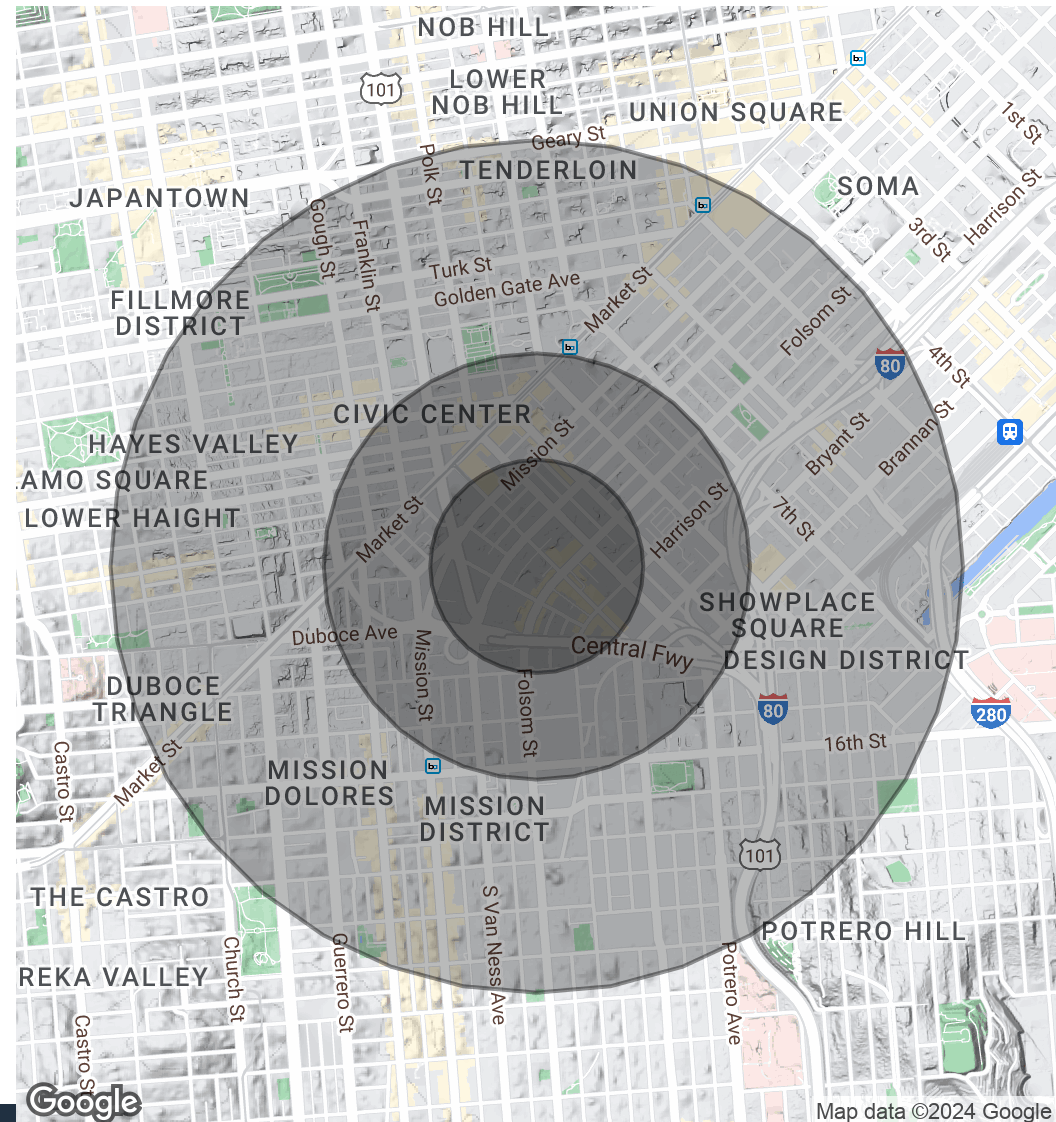 NOB HILL
101
LOWER
NOB HILL
UNION SQUARE
1st St
Geary St
Polk St
TENDERLOIN
JAPANTOWN
SOMA
Harrison St
3rd St
Gough St
Franklin St
Turk St
Golden Gate Ave
Market St
FILLMORE
DISTRICT
Folsom St
80
4th St
CIVIC CENTER
HAYES VALLEY
Mission St
Bryant St
Brannan St
AMO SQUARE
LOWER HAIGHT
Market St
Harrison St
7th St
SHOWPLACE
SQUARE
Duboce Ave
Mission St
Central Fwy
DESIGN DISTRICT
DUBOCE
TRIANGLE
Folsom St
80
280
Market St
Castro St
16th St
MISSION
DOLORES
MISSION
DISTRICT
101
THE CASTRO
S Van Ness Ave
POTRERO HILL
REKA VALLEY
Church St
Guerrero St
Potrero Ave
Castro St
Google
Map data ©2024 Google